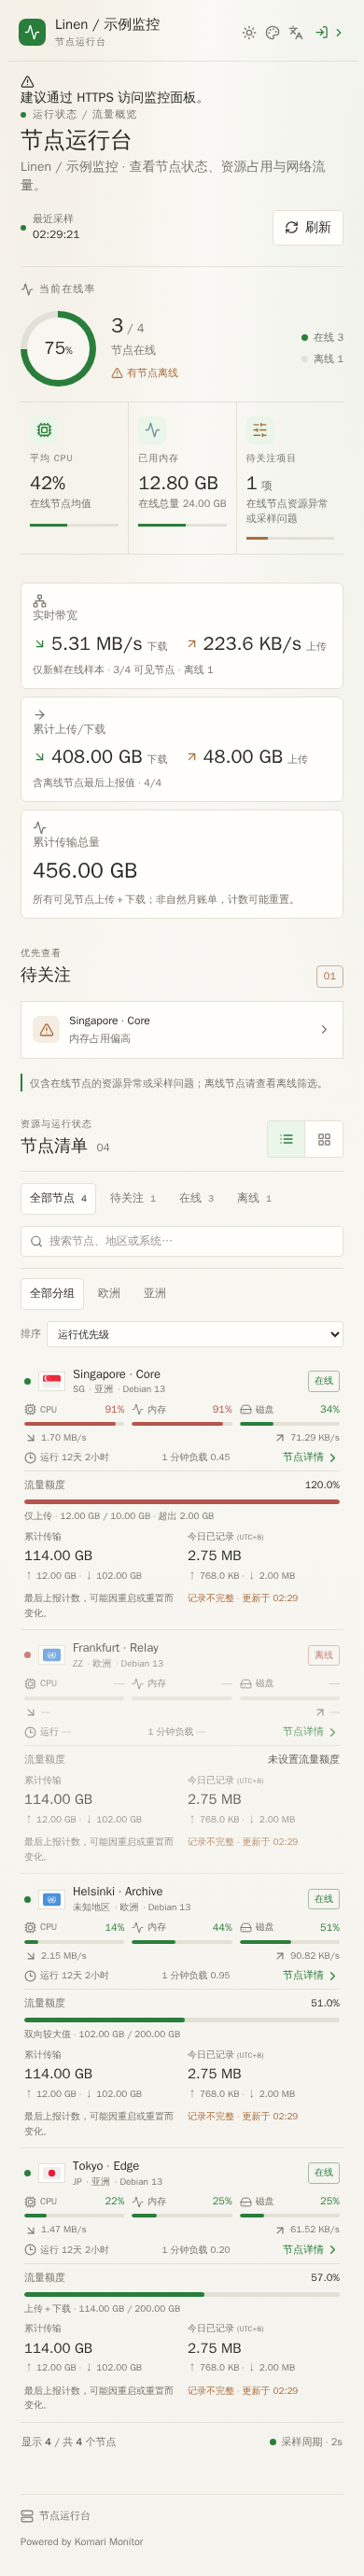 Linen / 示例监控
节点运行台
建议通过 HTTPS 访问监控面板。
运行状态 / 流量概览
节点运行台
Linen / 示例监控 · 查看节点状态、资源占用与网络流
量。
最近采样
02:29:21
刷新
当前在线率
75%
3 / 4
节点在线
有节点离线
在线 3
离线 1
平均 CPU
42%
在线节点均值
已用内存
12.80 GB
在线总量 24.00 GB
待关注项目
1 项
在线节点资源异常
或采样问题
实时带宽
5.31 MB/s 下载 223.6 KB/s 上传
仅新鲜在线样本 · 3/4 可见节点 · 离线 1
累计上传/下载
408.00 GB 下载 48.00 GB 上传
含离线节点最后上报值 · 4/4
累计传输总量
456.00 GB
所有可见节点上传＋下载；非自然月账单，计数可能重置。
优先查看
待关注
01
Singapore · Core
内存占用偏高
仅含在线节点的资源异常或采样问题；离线节点请查看离线筛选。
资源与运行状态
节点清单 04
全部节点 4 待关注 1 在线 3 离线 1
搜索节点、地区或系统…
全部分组 欧洲 亚洲
排序 运行优先级
Singapore · Core
SG · 亚洲 · Debian 13
在线
CPU 91% 内存 91% 磁盘 34%
↘ 1.70 MB/s ↗ 71.29 KB/s
运行 12天 2小时 1 分钟负载 0.45 节点详情
流量额度 120.0%
仅上传 · 12.00 GB / 10.00 GB · 超出 2.00 GB
累计传输 今日已记录 (UTC+8)
114.00 GB 2.75 MB
↑ 12.00 GB · ↓ 102.00 GB ↑ 768.0 KB · ↓ 2.00 MB
最后上报计数，可能因重启或重置而 记录不完整 · 更新于 02:29
变化。
Frankfurt · Relay
ZZ · 欧洲 · Debian 13
离线
CPU — 内存 — 磁盘 —
↘ — ↗ —
运行 — 1 分钟负载 — 节点详情
流量额度 未设置流量额度
累计传输 今日已记录 (UTC+8)
114.00 GB 2.75 MB
↑ 12.00 GB · ↓ 102.00 GB ↑ 768.0 KB · ↓ 2.00 MB
最后上报计数，可能因重启或重置而 记录不完整 · 更新于 02:29
变化。
Helsinki · Archive
未知地区 · 欧洲 · Debian 13
在线
CPU 14% 内存 44% 磁盘 51%
↘ 2.15 MB/s ↗ 90.82 KB/s
运行 12天 2小时 1 分钟负载 0.95 节点详情
流量额度 51.0%
双向较大值 · 102.00 GB / 200.00 GB
累计传输 今日已记录 (UTC+8)
114.00 GB 2.75 MB
↑ 12.00 GB · ↓ 102.00 GB ↑ 768.0 KB · ↓ 2.00 MB
最后上报计数，可能因重启或重置而 记录不完整 · 更新于 02:29
变化。
Tokyo · Edge
JP · 亚洲 · Debian 13
在线
CPU 22% 内存 25% 磁盘 25%
↘ 1.47 MB/s ↗ 61.52 KB/s
运行 12天 2小时 1 分钟负载 0.20 节点详情
流量额度 57.0%
上传＋下载 · 114.00 GB / 200.00 GB
累计传输 今日已记录 (UTC+8)
114.00 GB 2.75 MB
↑ 12.00 GB · ↓ 102.00 GB ↑ 768.0 KB · ↓ 2.00 MB
最后上报计数，可能因重启或重置而 记录不完整 · 更新于 02:29
变化。
显示 4 / 共 4 个节点 采样周期 · 2s
节点运行台
Powered by Komari Monitor